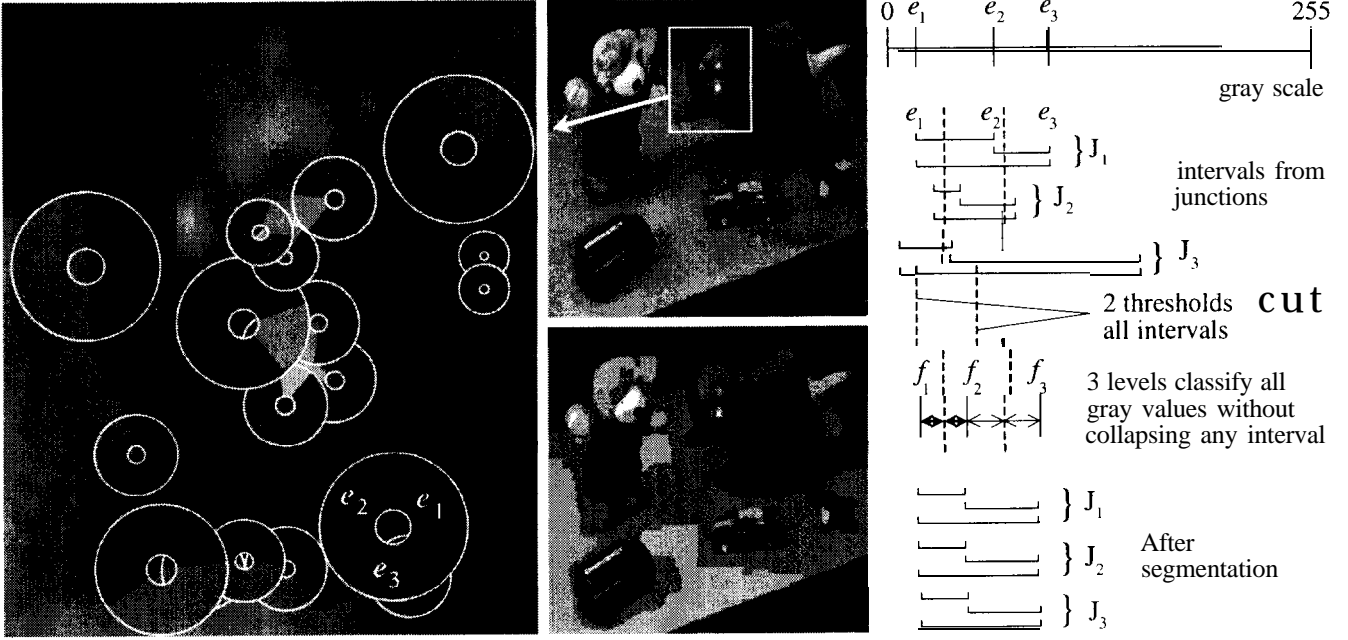 e2 e1
e3
0 e1 e2 e3 255
gray scale
e1 e2 e3
} J1
intervals from
junctions
} J2
} J3
2 thresholds cut
all intervals
f1 f2 f3
3 levels classify all
gray values without
collapsing any interval
} J1
} J2
After
segmentation
} J3